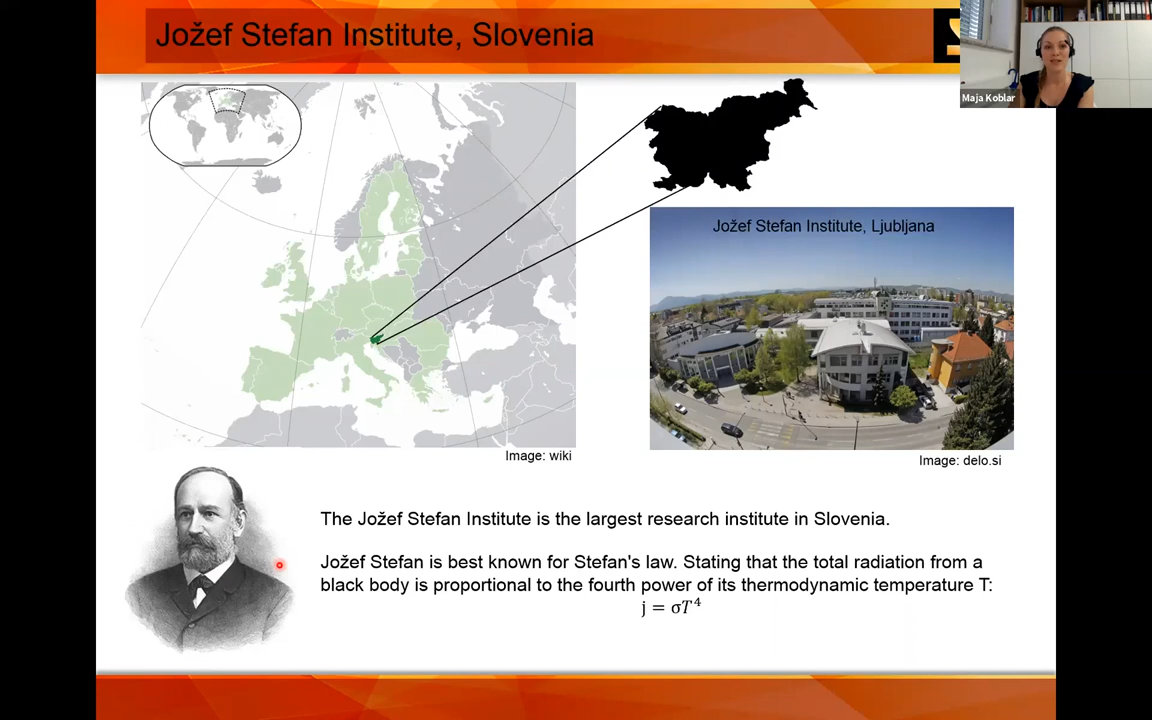 Jožef Stefan Institute, Slovenia
Maja Koblar
Jožef Stefan Institute, Ljubljana
Image: wiki
Image: delo.si
The Jožef Stefan Institute is the largest research institute in Slovenia.
Jožef Stefan is best known for Stefan's law. Stating that the total radiation from a
black body is proportional to the fourth power of its thermodynamic temperature T:
j = σT⁴